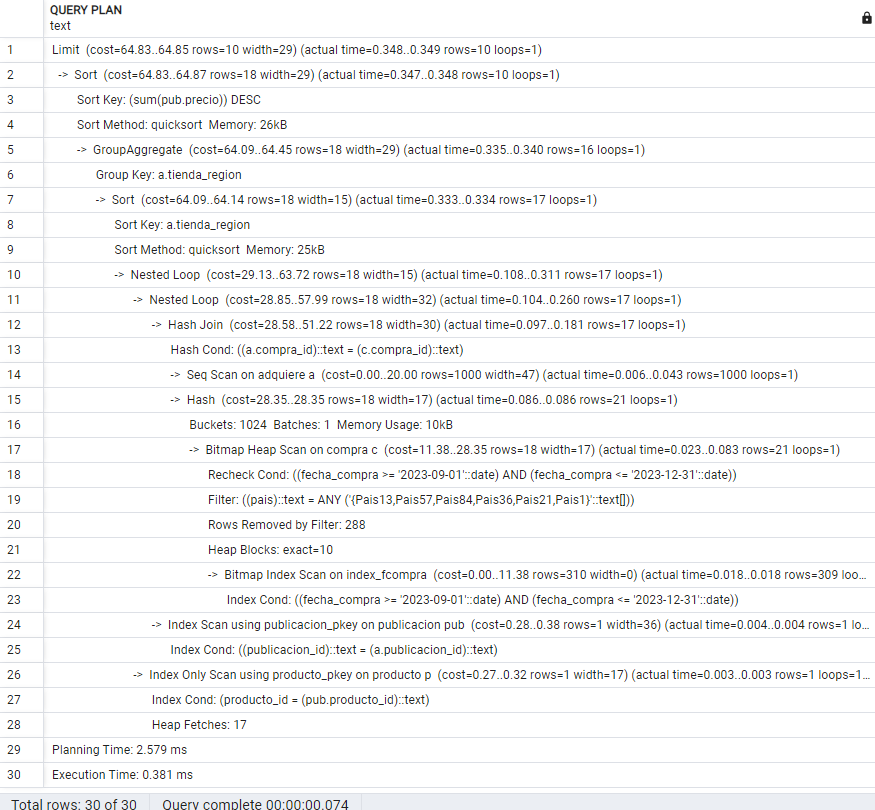 QUERY PLAN
text
1 Limit (cost=64.83..64.85 rows=10 width=29) (actual time=0.348..0.349 rows=10 loops=1)
2 -> Sort (cost=64.83..64.87 rows=18 width=29) (actual time=0.347..0.348 rows=10 loops=1)
3 Sort Key: (sum(pub.precio)) DESC
4 Sort Method: quicksort Memory: 26kB
5 -> GroupAggregate (cost=64.09..64.45 rows=18 width=29) (actual time=0.335..0.340 rows=16 loops=1)
6 Group Key: a.tienda_region
7 -> Sort (cost=64.09..64.14 rows=18 width=15) (actual time=0.333..0.334 rows=17 loops=1)
8 Sort Key: a.tienda_region
9 Sort Method: quicksort Memory: 25kB
10 -> Nested Loop (cost=29.13..63.72 rows=18 width=15) (actual time=0.108..0.311 rows=17 loops=1)
11 -> Nested Loop (cost=28.85..57.99 rows=18 width=32) (actual time=0.104..0.260 rows=17 loops=1)
12 -> Hash Join (cost=28.58..51.22 rows=18 width=30) (actual time=0.097..0.181 rows=17 loops=1)
13 Hash Cond: ((a.compra_id)::text = (c.compra_id)::text)
14 -> Seq Scan on adquiere a (cost=0.00..20.00 rows=1000 width=47) (actual time=0.006..0.043 rows=1000 loops=1)
15 -> Hash (cost=28.35..28.35 rows=18 width=17) (actual time=0.086..0.086 rows=21 loops=1)
16 Buckets: 1024 Batches: 1 Memory Usage: 10kB
17 -> Bitmap Heap Scan on compra c (cost=11.38..28.35 rows=18 width=17) (actual time=0.023..0.083 rows=21 loops=1)
18 Recheck Cond: ((fecha_compra >= '2023-09-01'::date) AND (fecha_compra <= '2023-12-31'::date))
19 Filter: ((pais)::text = ANY ('{Pais13,Pais57,Pais84,Pais36,Pais21,Pais1}'::text[]))
20 Rows Removed by Filter: 288
21 Heap Blocks: exact=10
22 -> Bitmap Index Scan on index_fcompra (cost=0.00..11.38 rows=310 width=0) (actual time=0.018..0.018 rows=309 loo...
23 Index Cond: ((fecha_compra >= '2023-09-01'::date) AND (fecha_compra <= '2023-12-31'::date))
24 -> Index Scan using publicacion_pkey on publicacion pub (cost=0.28..0.38 rows=1 width=36) (actual time=0.004..0.004 rows=1 lo...
25 Index Cond: ((publicacion_id)::text = (a.publicacion_id)::text)
26 -> Index Only Scan using producto_pkey on producto p (cost=0.27..0.32 rows=1 width=17) (actual time=0.003..0.003 rows=1 loops=1...
27 Index Cond: (producto_id = (pub.producto_id)::text)
28 Heap Fetches: 17
29 Planning Time: 2.579 ms
30 Execution Time: 0.381 ms
Total rows: 30 of 30 Query complete 00:00:00.074